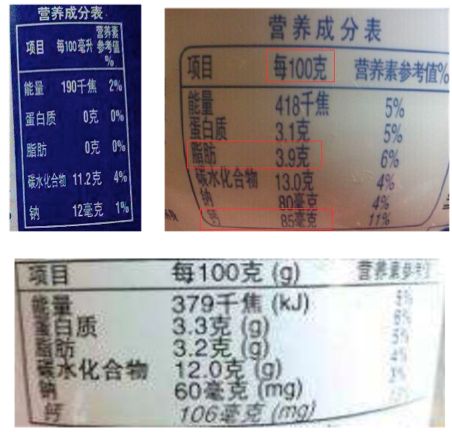 营养成分表
项目 每100毫升 营养素参考值%
能量 190千焦 2%
蛋白质 0克 0%
脂肪 0克 0%
碳水化合物 11.2克 4%
钠 12毫克 1%
营养成分表
项目 每100克 营养素参考值%
能量 418千焦 5%
蛋白质 3.1克 5%
脂肪 3.9克 6%
碳水化合物 13.0克 4%
钠 80毫克 4%
钙 85毫克 11%
项目 每100克 (g) 营养素参考值
能量 379千焦 (kJ)
蛋白质 3.3克 (g)
脂肪 3.2克 (g)
碳水化合物 12.0克 (g)
钠 60毫克 (mg)
钙 106毫克 (mg)